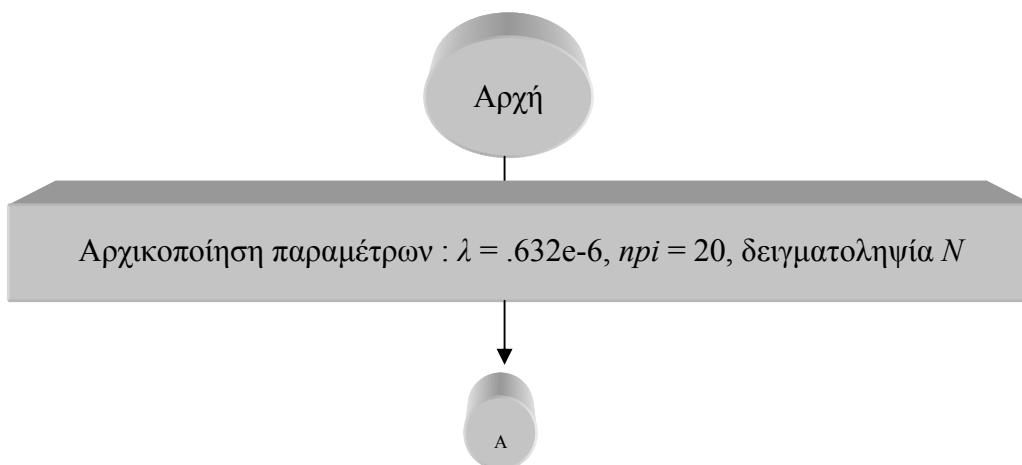 Αρχή
Αρχικοποίηση παραμέτρων : λ = .632e-6, npi = 20, δειγματοληψία N
Α